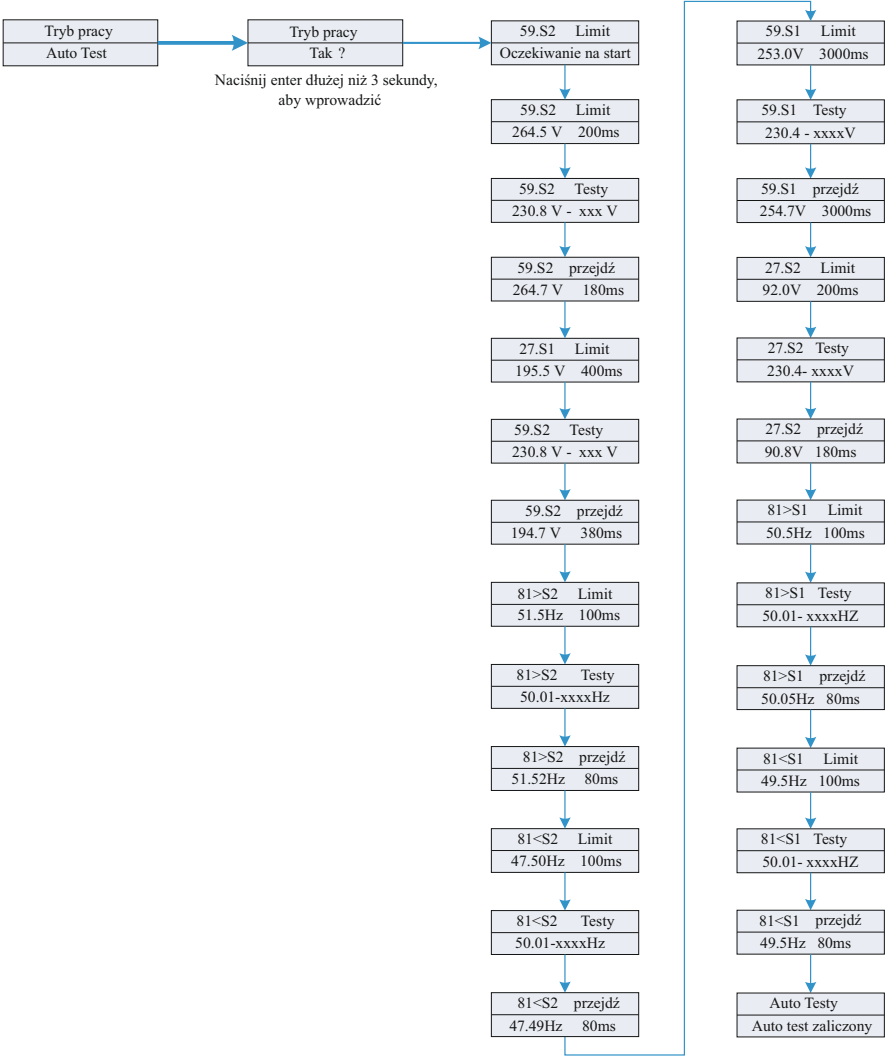 Tryb pracy
Auto Test
Tryb pracy
Tak ?
Naciśnij enter dłużej niż 3 sekundy,
aby wprowadzić
59.S2 Limit
Oczekiwanie na start
59.S2 Limit
264.5 V 200ms
59.S2 Testy
230.8 V - xxx V
59.S2 przejdź
264.7 V 180ms
27.S1 Limit
195.5 V 400ms
59.S2 Testy
230.8 V - xxx V
59.S2 przejdź
194.7 V 380ms
81>S2 Limit
51.5Hz 100ms
81>S2 Testy
50.01-xxxxHz
81>S2 przejdź
51.52Hz 80ms
81<S2 Limit
47.50Hz 100ms
81<S2 Testy
50.01-xxxxHz
81<S2 przejdź
47.49Hz 80ms
59.S1 Limit
253.0V 3000ms
59.S1 Testy
230.4 - xxxxV
59.S1 przejdź
254.7V 3000ms
27.S2 Limit
92.0V 200ms
27.S2 Testy
230.4- xxxxV
27.S2 przejdź
90.8V 180ms
81>S1 Limit
50.5Hz 100ms
81>S1 Testy
50.01- xxxxHZ
81>S1 przejdź
50.05Hz 80ms
81<S1 Limit
49.5Hz 100ms
81<S1 Testy
50.01- xxxxHZ
81<S1 przejdź
49.5Hz 80ms
Auto Testy
Auto test zaliczony